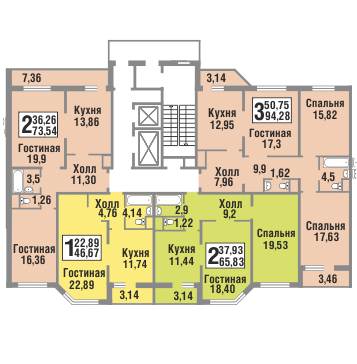 7,36
3,14
2 36,26
73,54
Кухня
13,86
Гостиная
19,9
Холл
11,30
3,5
1,26
Гостиная
16,36
Кухня
12,95
3 50,75
94,28
Гостиная
17,3
Спальня
15,82
Холл
7,96
9,9
1,62
4,5
Спальня
17,63
3,46
Холл
4,76
4,14
1 22,89
46,67
Гостиная
22,89
Кухня
11,74
3,14
2,9
1,22
Холл
9,2
Кухня
11,44
2 37,93
65,83
Гостиная
18,40
Спальня
19,53
3,14